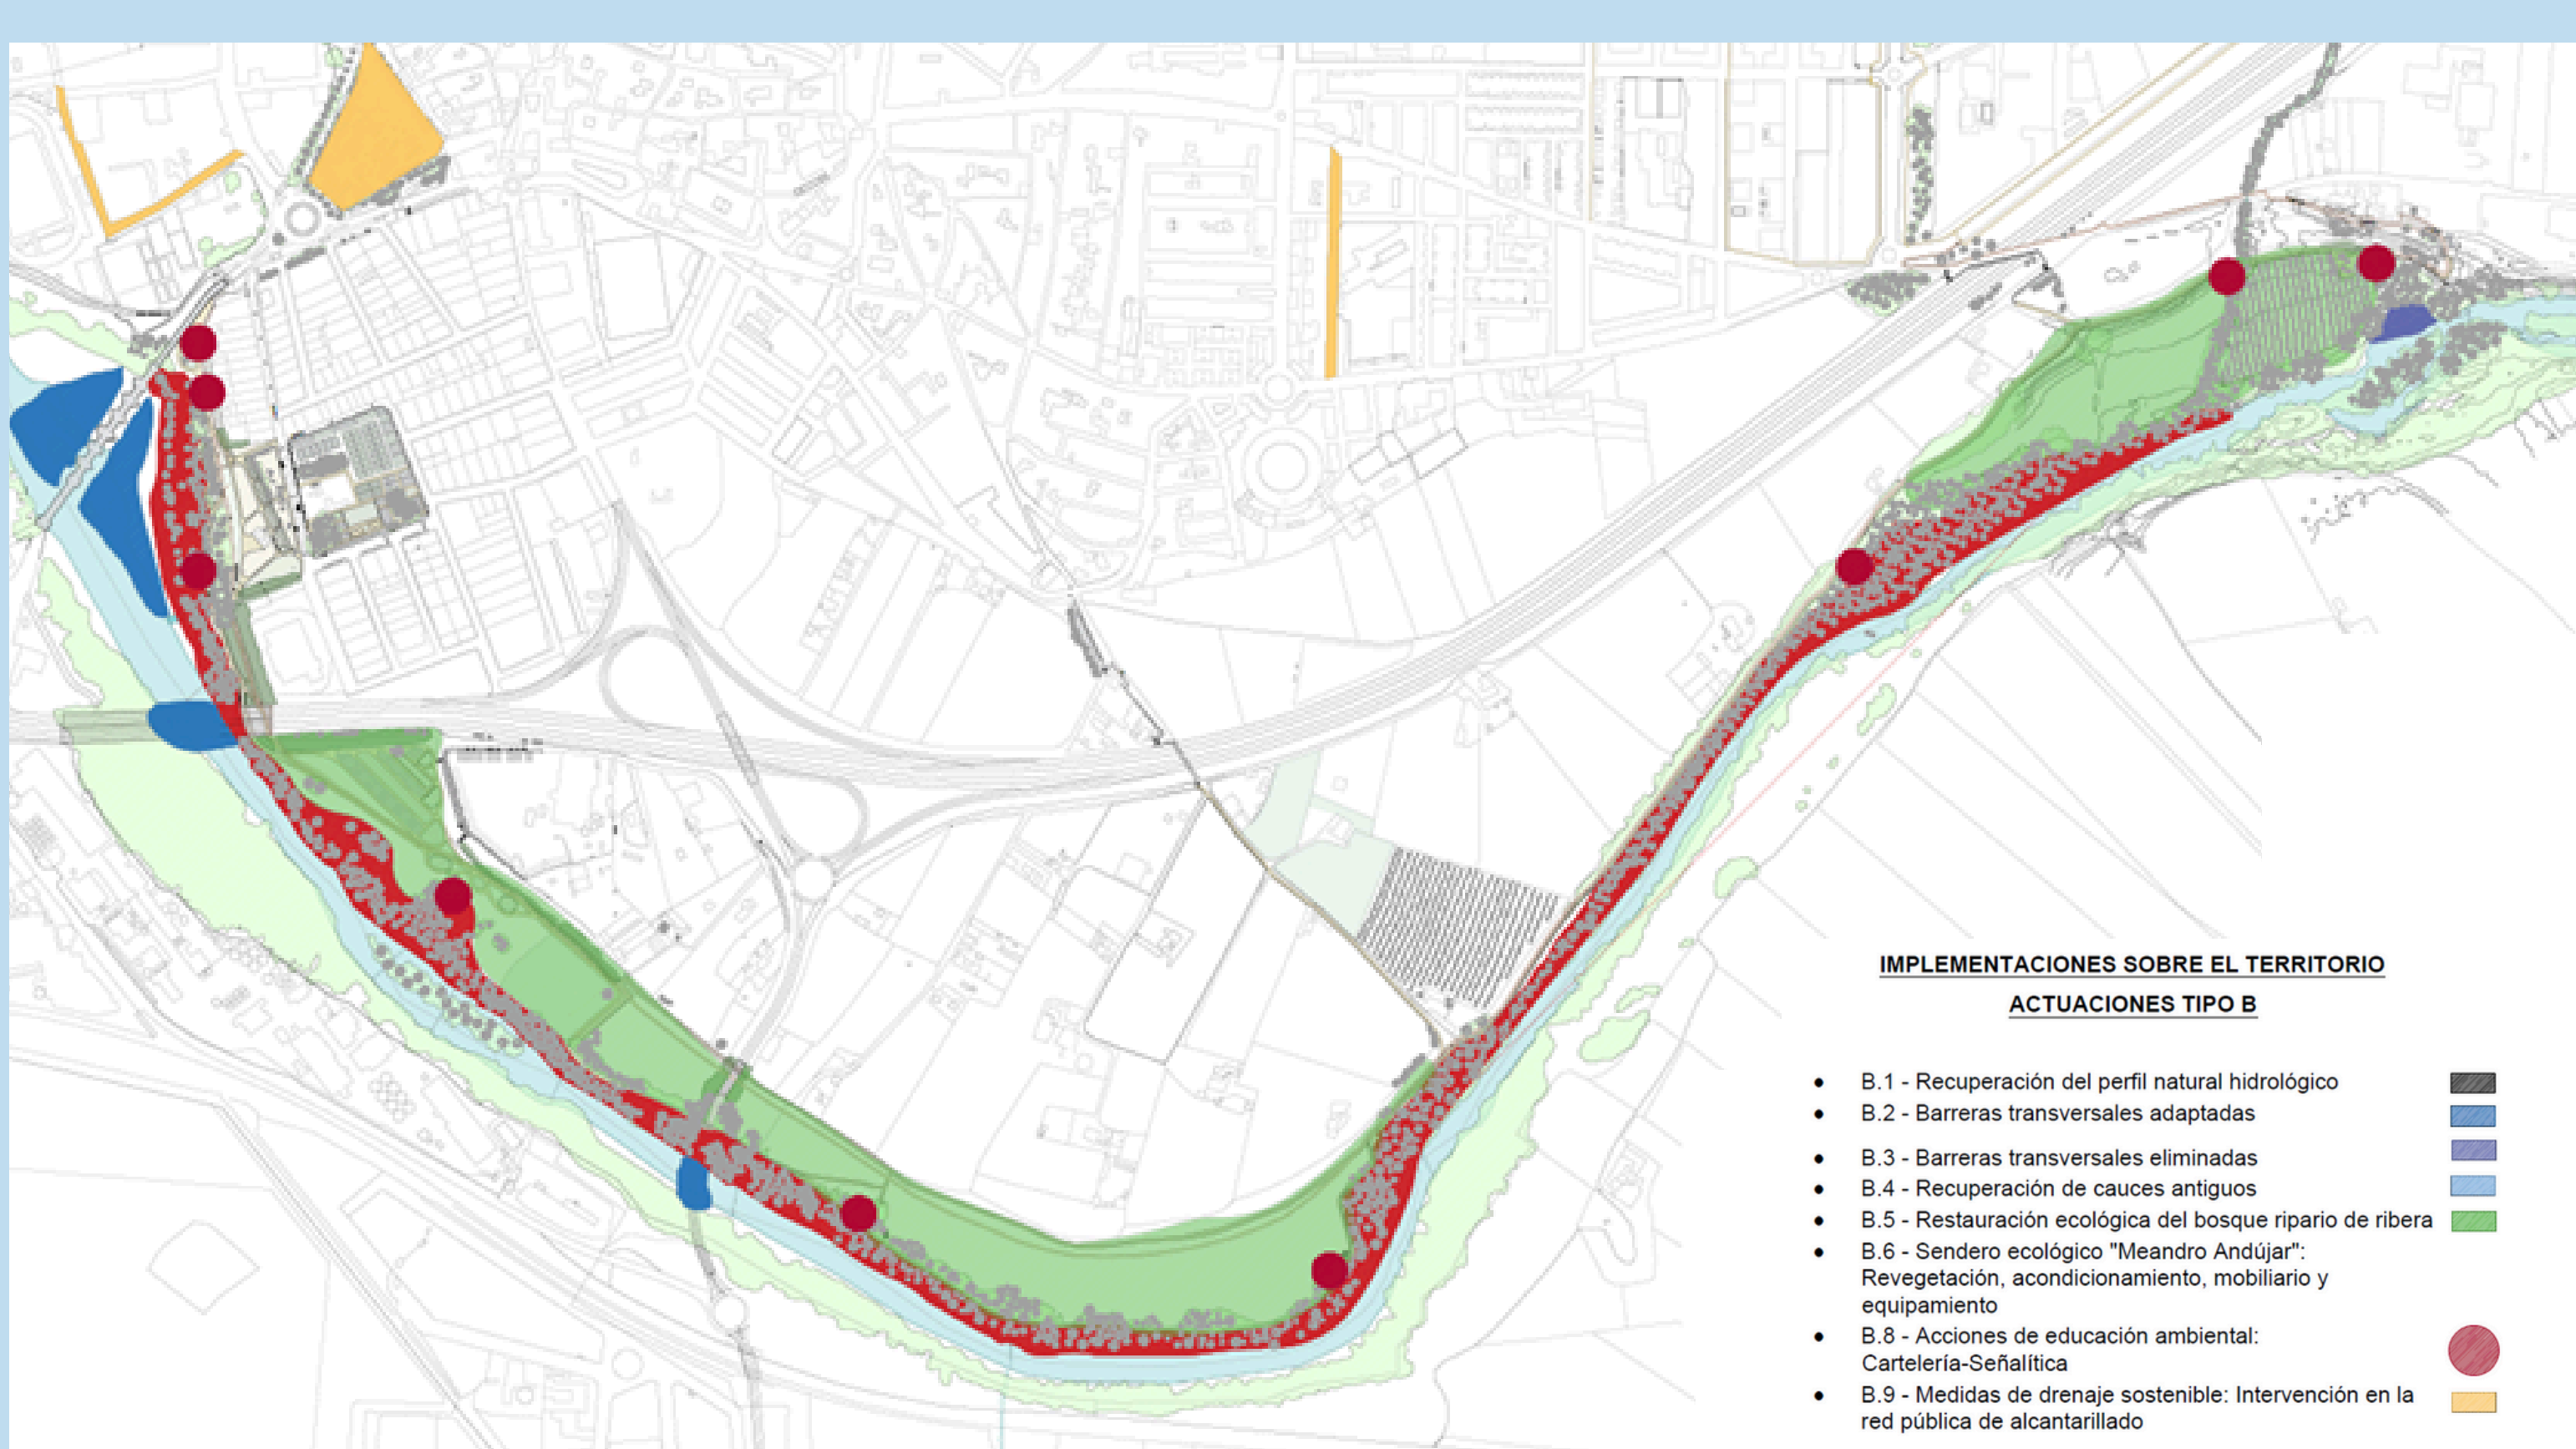 IMPLEMENTACIONES SOBRE EL TERRITORIO
ACTUACIONES TIPO B
• B.1 - Recuperación del perfil natural hidrológico
• B.2 - Barreras transversales adaptadas
• B.3 - Barreras transversales eliminadas
• B.4 - Recuperación de cauces antiguos
• B.5 - Restauración ecológica del bosque ripario de ribera
• B.6 - Sendero ecológico "Meandro Andújar":
Revegetación, acondicionamiento, mobiliario y
equipamiento
• B.8 - Acciones de educación ambiental:
Cartelería-Señalítica
• B.9 - Medidas de drenaje sostenible: Intervención en la
red pública de alcantarillado